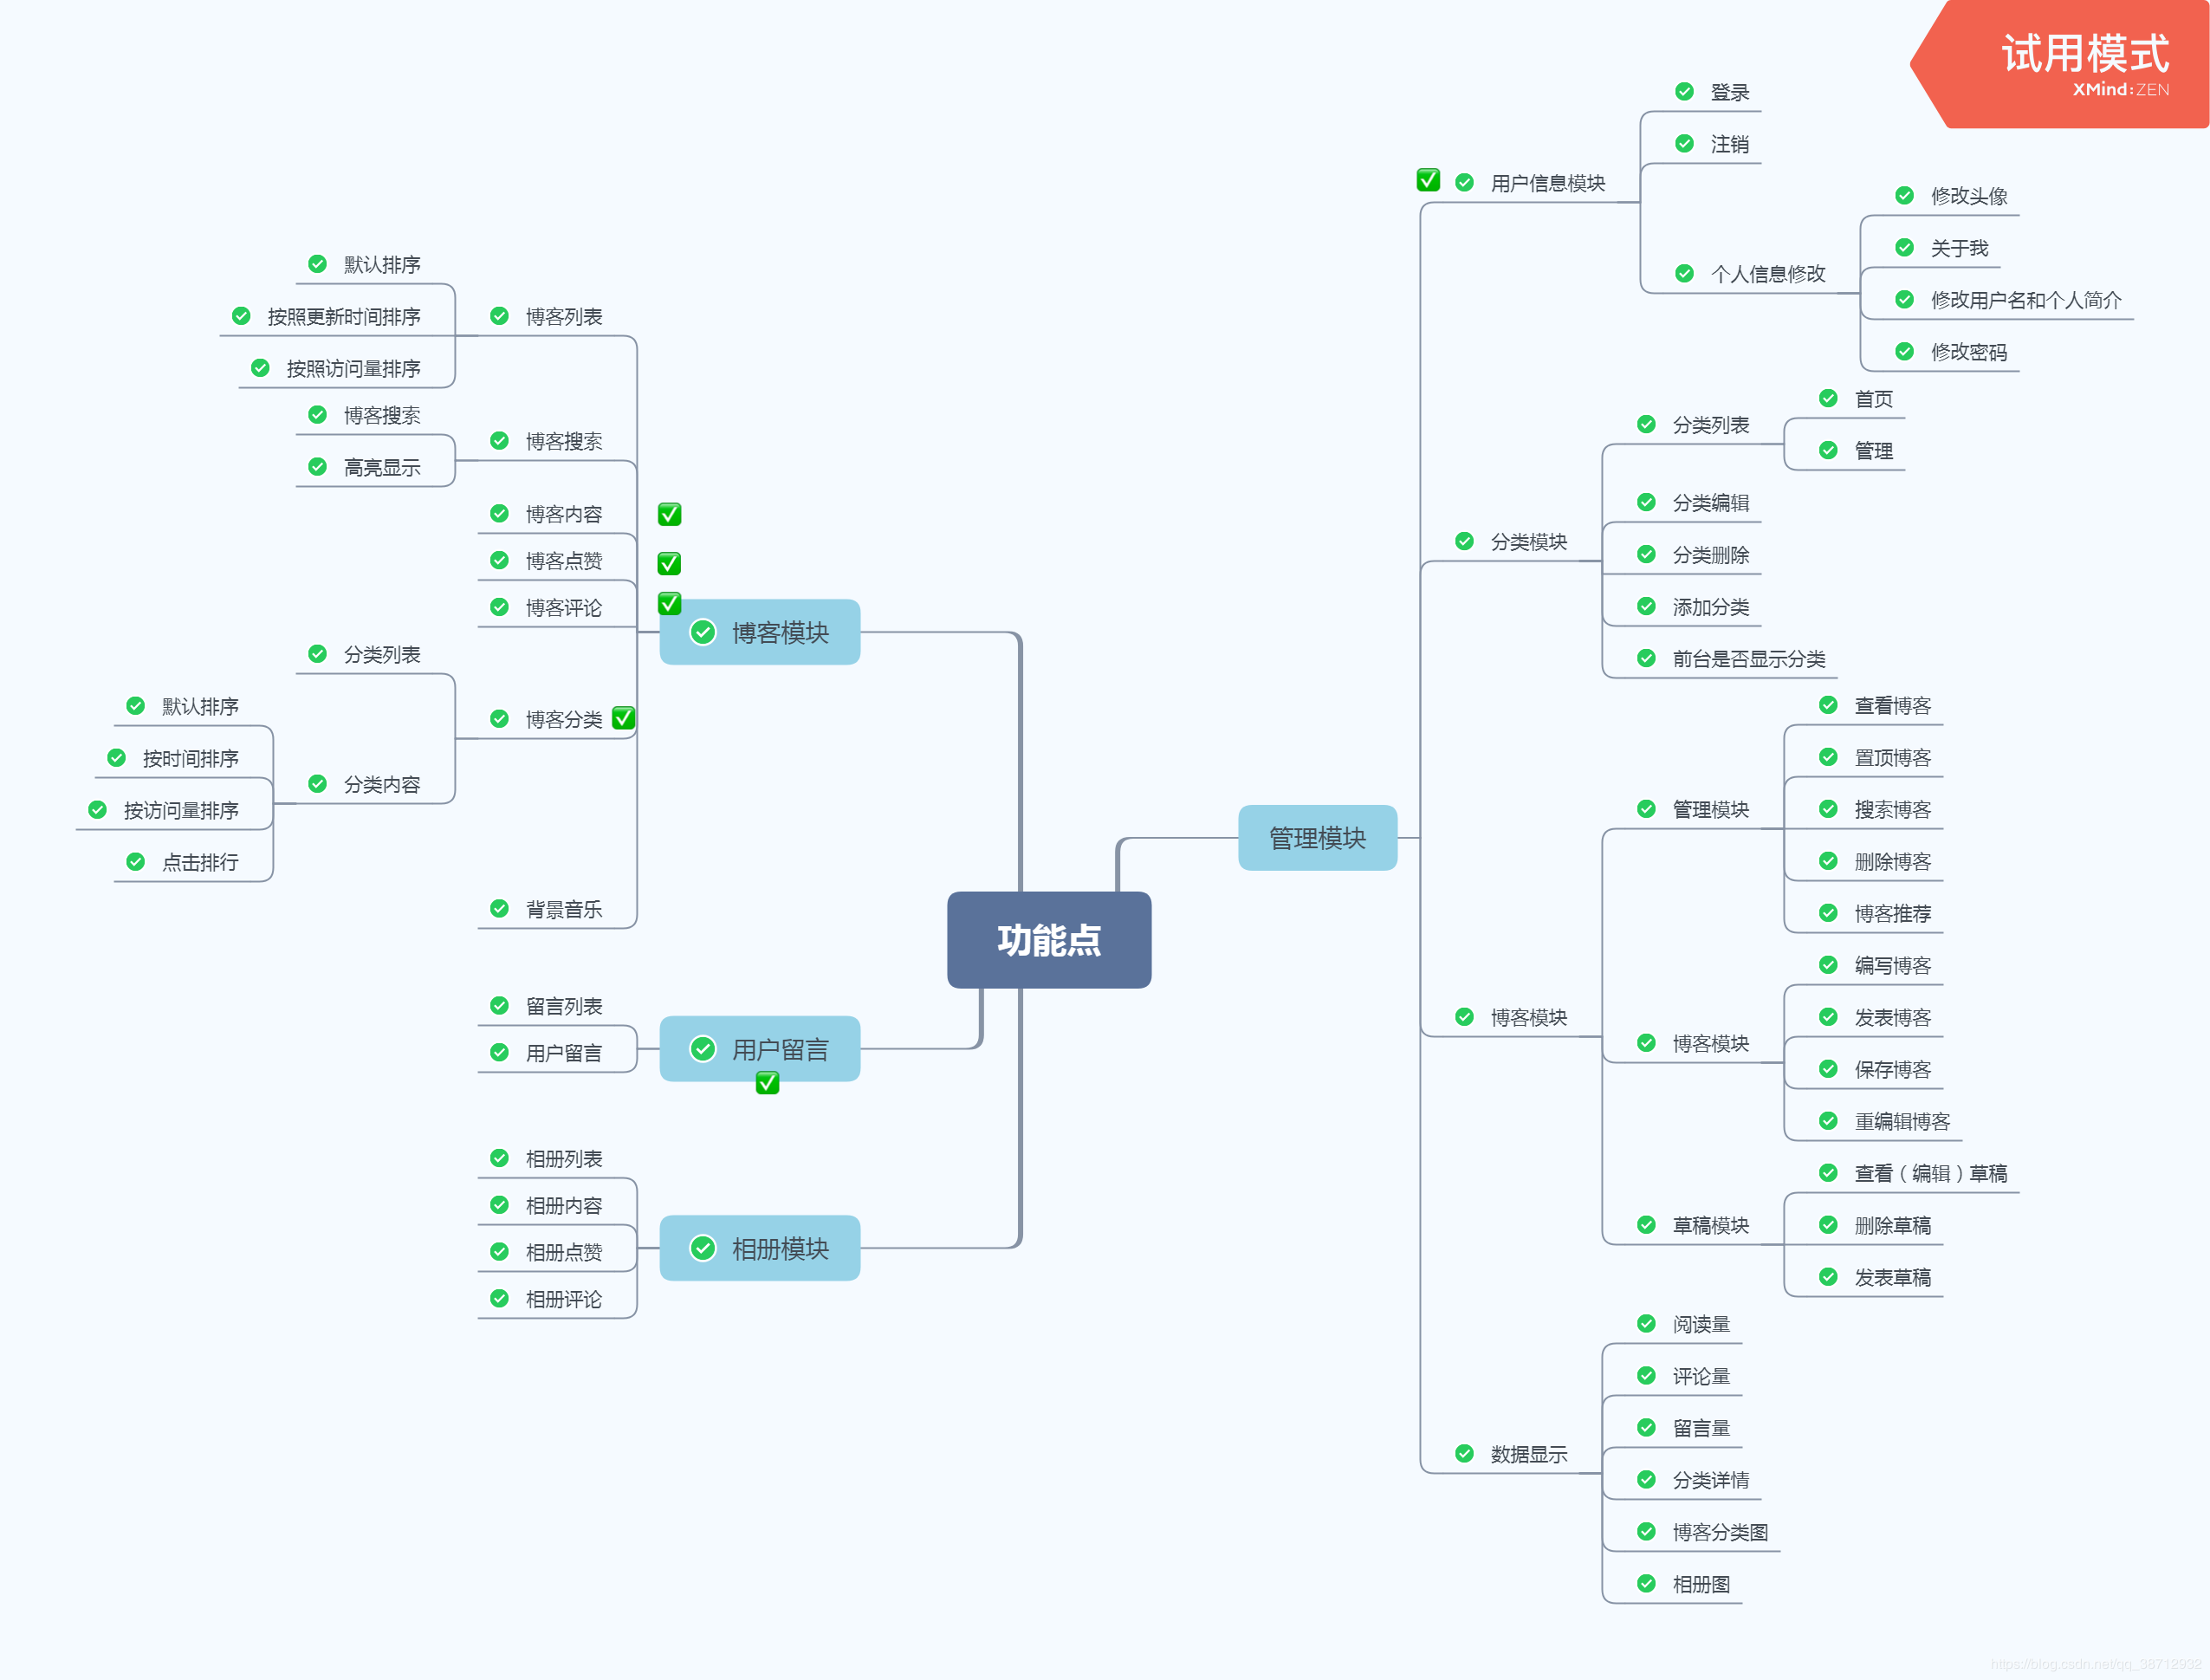 试用模式
XMind:ZEN
功能点
博客模块
博客列表
默认排序
按照更新时间排序
按照访问量排序
博客搜索
博客搜索
高亮显示
博客内容
博客点赞
博客评论
博客分类
分类列表
分类内容
默认排序
按时间排序
按访问量排序
点击排行
背景音乐
用户留言
留言列表
用户留言
相册模块
相册列表
相册内容
相册点赞
相册评论
管理模块
用户信息模块
登录
注销
个人信息修改
修改头像
关于我
修改用户名和个人简介
修改密码
分类模块
分类列表
首页
管理
分类编辑
分类删除
添加分类
前台是否显示分类
博客模块
管理模块
查看博客
置顶博客
搜索博客
删除博客
博客推荐
博客模块
编写博客
发表博客
保存博客
重编辑博客
草稿模块
查看（编辑）草稿
删除草稿
发表草稿
数据显示
阅读量
评论量
留言量
分类详情
博客分类图
相册图
https://blog.csdn.net/qq_38712932